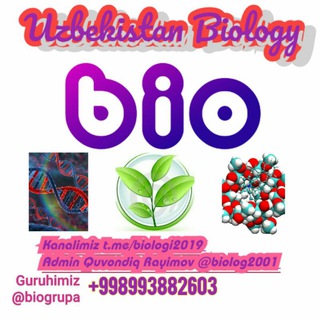 Uzbekistan Biology
bio
Kanalimiz t.me/biologi2019
Admin Quvondiq Rayimov @biolog2001
Guruhimiz
@biogrupa
+998993882603